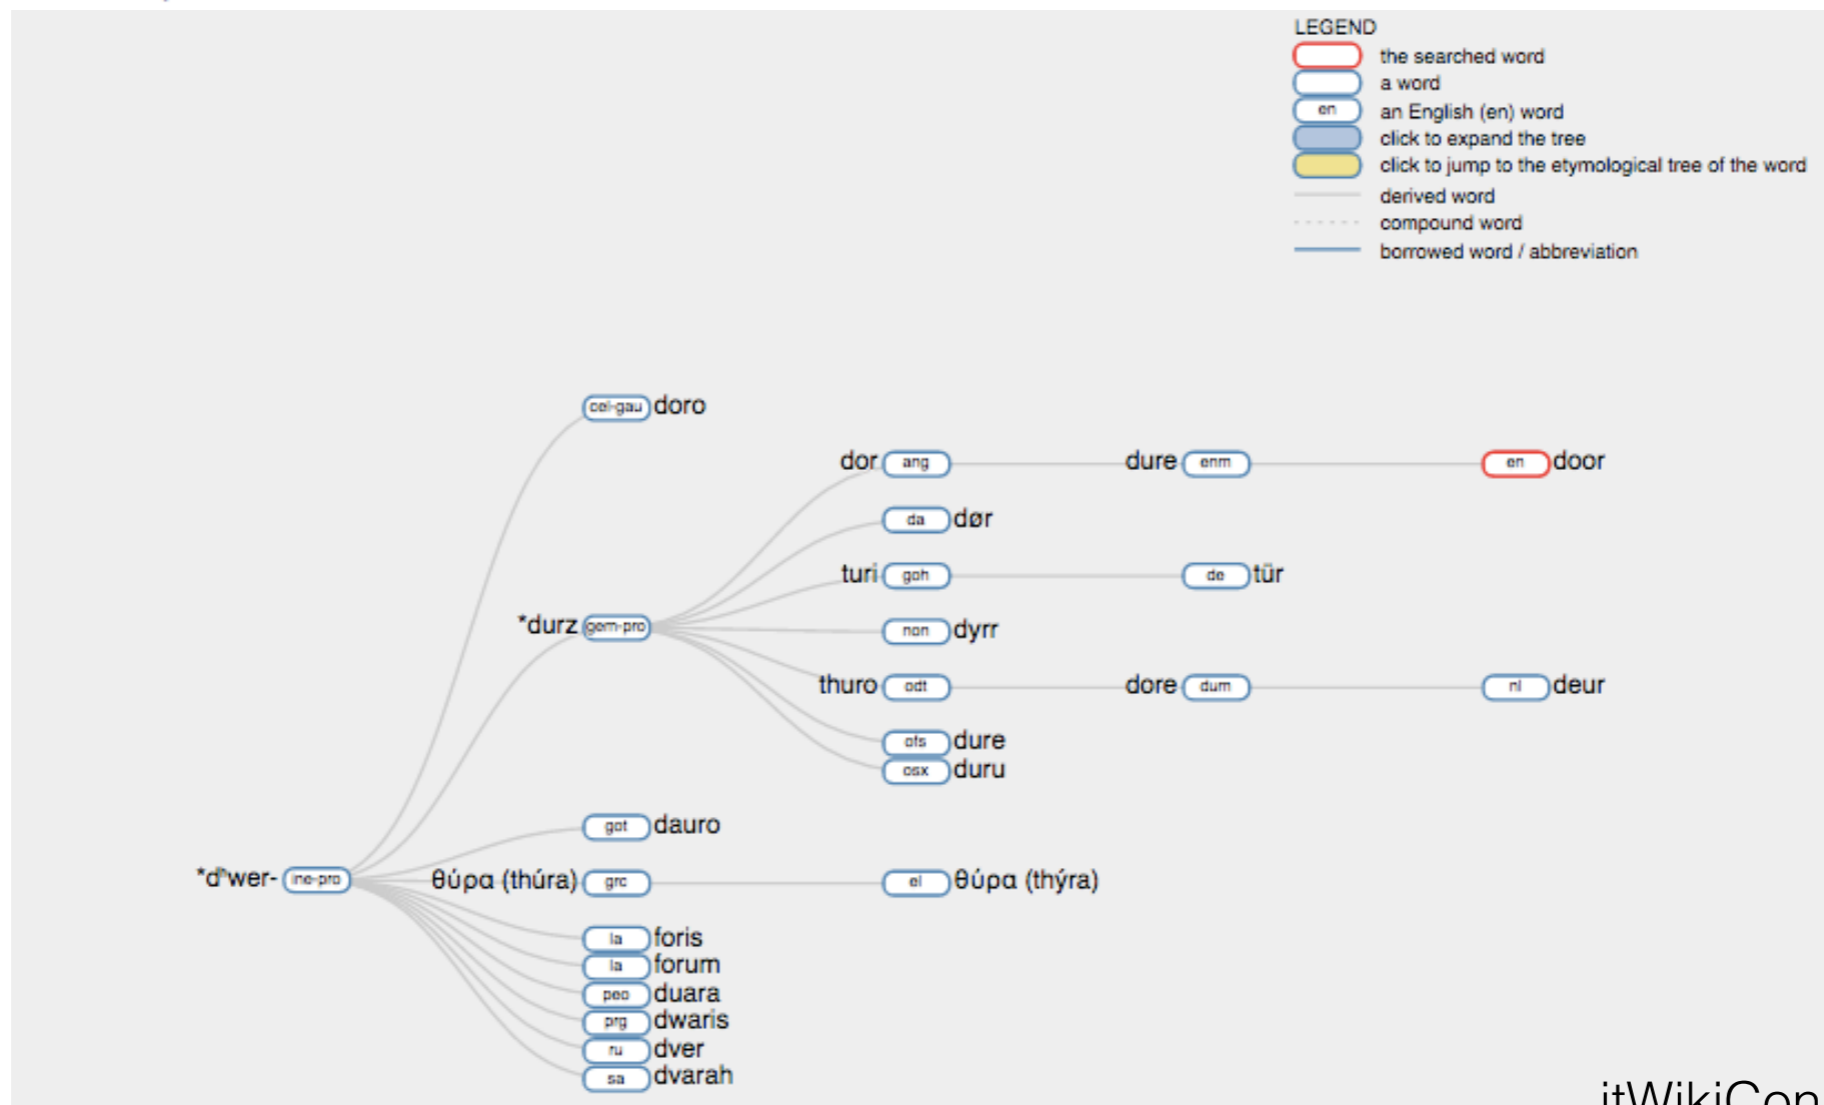 LEGEND
the searched word
a word
en an English (en) word
click to expand the tree
click to jump to the etymological tree of the word
derived word
compound word
borrowed word / abbreviation
cel-gau doro
dor ang dure enm en door
da dør
turi goh de tür
*durz gem-pro
non dyrr
thuro odt dore dum nl deur
ofs dure
osx duru
got dauro
*dʰwer- ine-pro
θύρα (thúra) grc el θύρα (thýra)
la foris
la forum
peo duara
prg dwaris
ru dver
sa dvarah
itWikiCon